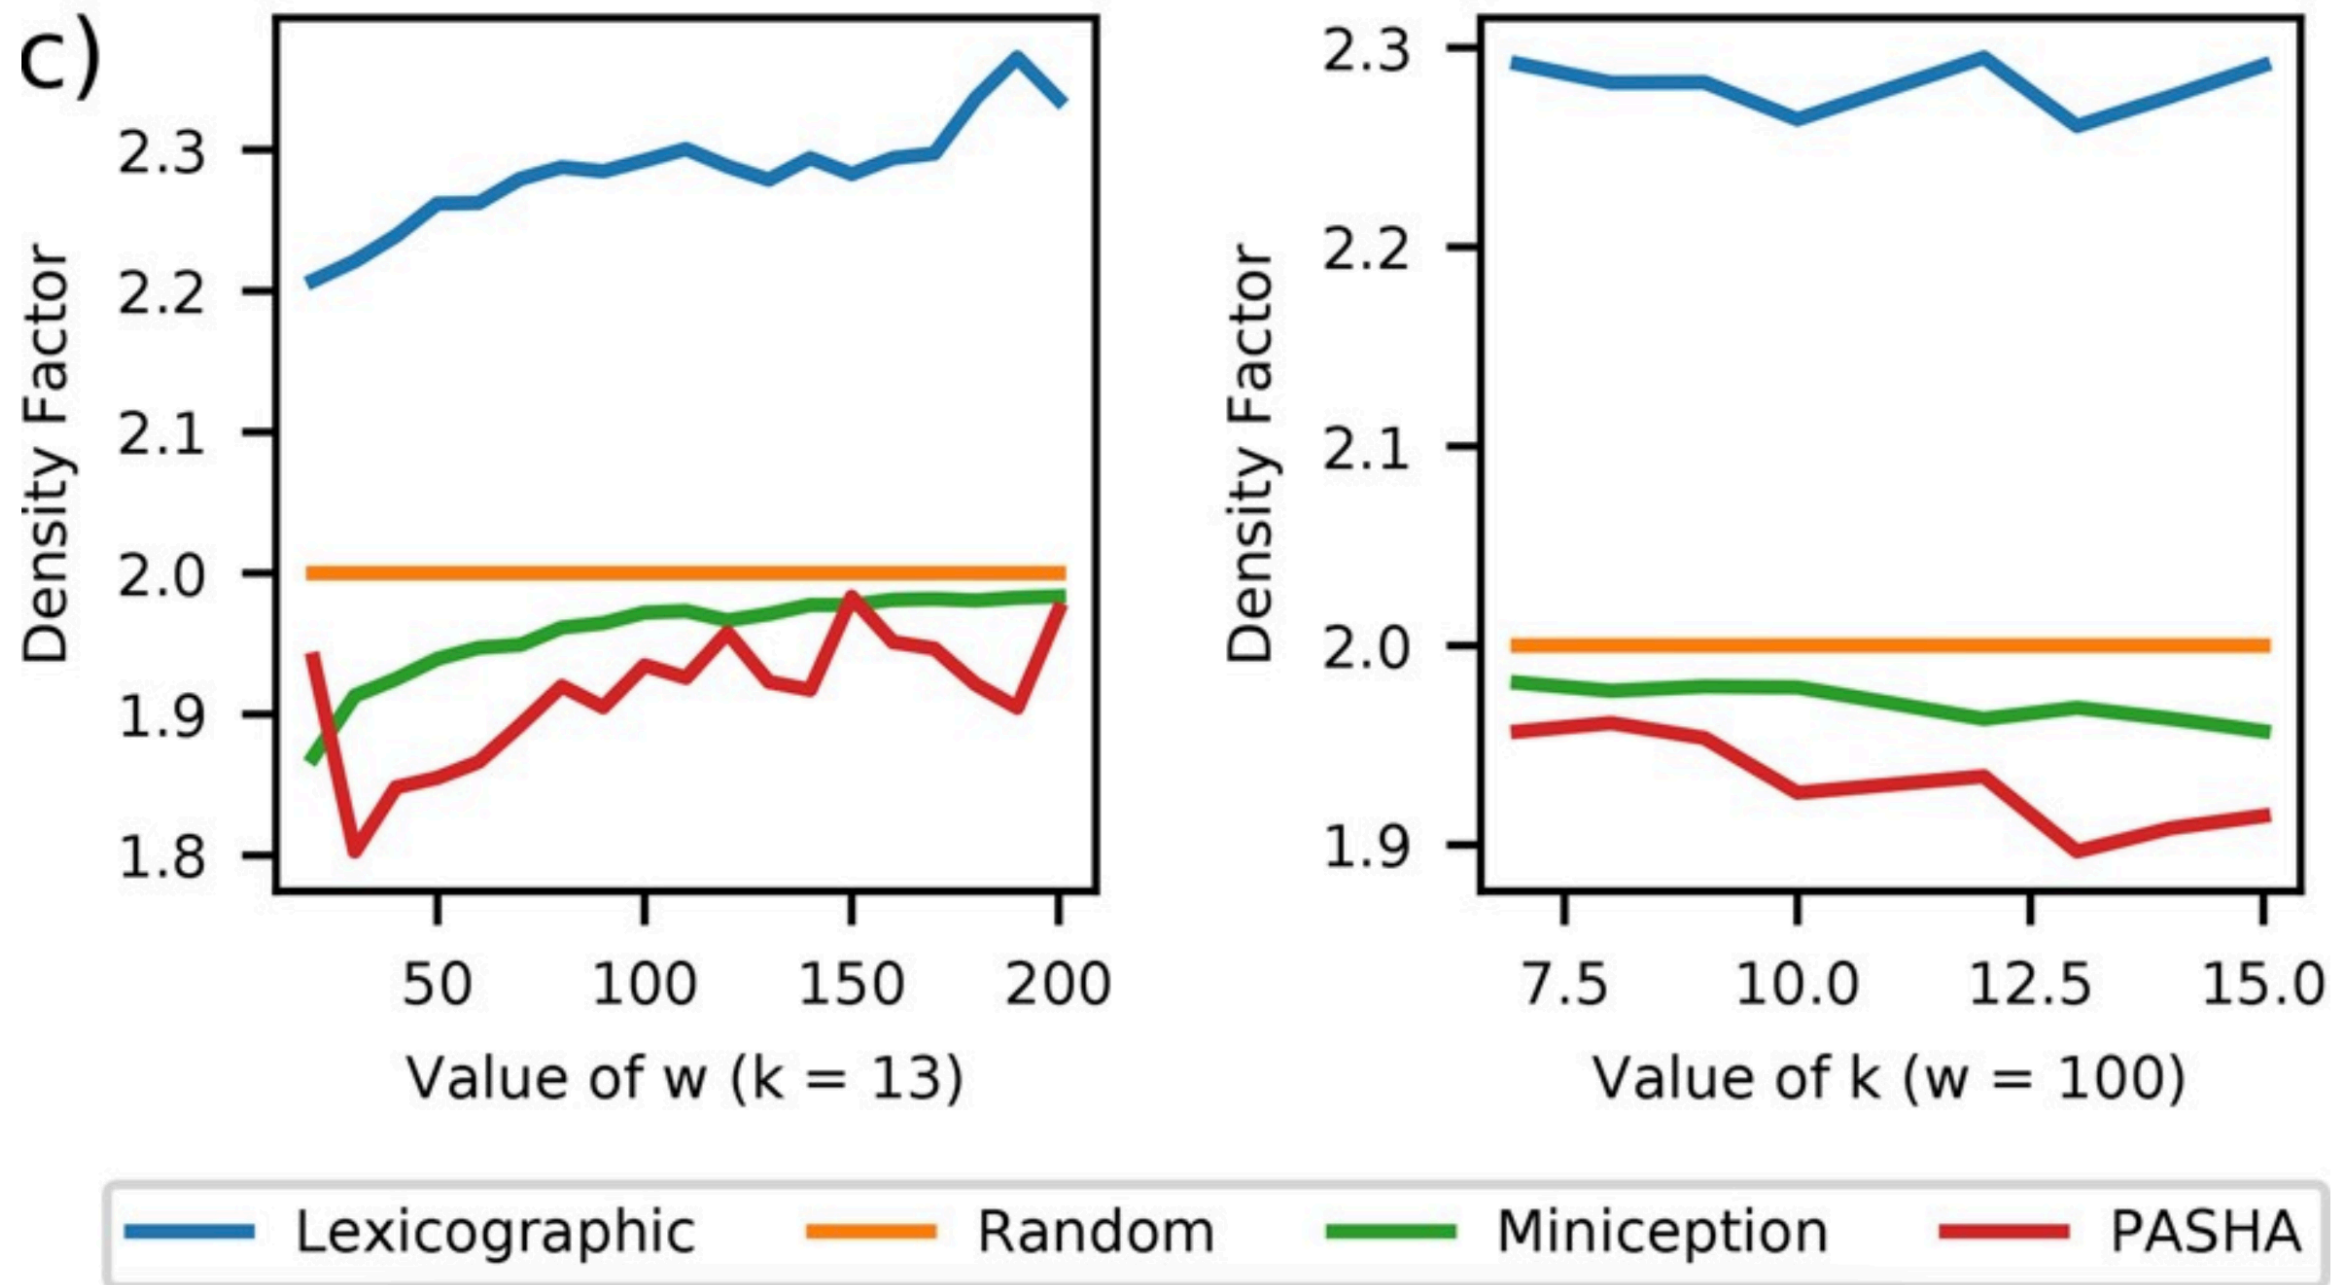 c)
Density Factor
2.3
2.2
2.1
2.0
1.9
1.8
50 100 150 200
Value of w (k = 13)
Density Factor
2.3
2.2
2.1
2.0
1.9
7.5 10.0 12.5 15.0
Value of k (w = 100)
Lexicographic Random Miniception PASHA